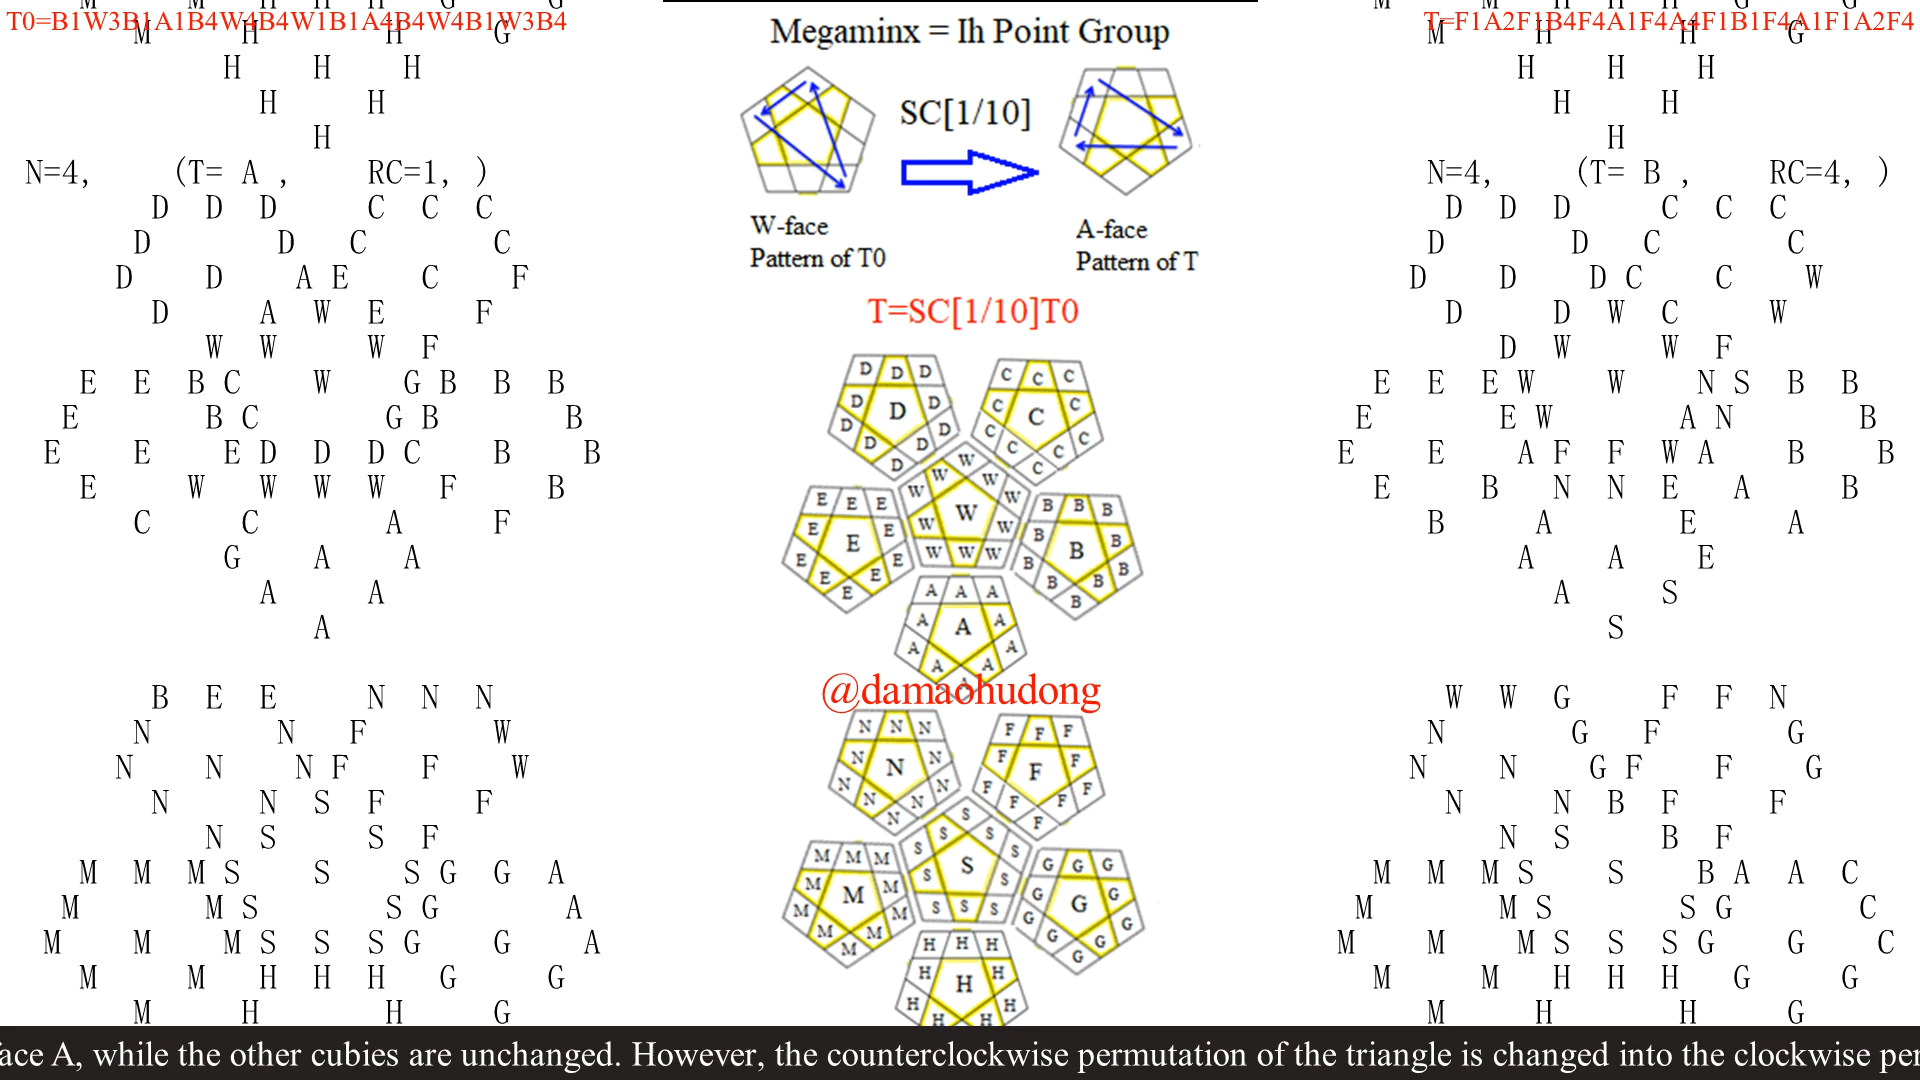 T0=B1W3B1A1B4W4B4W1B1A4B4W4B1W3B4
M H H G
H H H
H H
H
N=4, (T= A , RC=1, )
D D D C C C
D D C C
D D A E C F
D A W E F
W W W F
E E B C W G B B B
E B C G B B
E E E D D D C B B
E W W W W F B
C C A F
G A A
A A
A
B E E N N N
N N F W
N N N F F W
N N S F F
N S S F
M M M S S S G G A
M M S S G A
M M M S S S G G A
M M H H H G G
M H H G
Megaminx = Ih Point Group
SC[1/10]
W-face
Pattern of T0
A-face
Pattern of T
T=SC[1/10]T0
D D D
D D
D
D D
D D
D
C C C
C C
C
C C
C C
C
W
W W
W W
W
W W
W W W
E E E
E E
E
E E
E E
E
B B B
B B
B
B B
B B
B
A A A
A A
A
A A
A A
@damaohudong
N N N
N N
N
N N
N N
N
F F F
F F
F
F F
F F
F
S
S S
S S
S
S S
S S S
M M M
M M
M
M M
M M
M
G G G
G G
G
G G
G G
G
H H H
H H
H
H H
H H
T=F1A2F1B4F4A1F4A4F1B1F4A1F1A2F4
M H H G
H H H
H H
H
N=4, (T= B , RC=4, )
D D D C C C
D D C C
D D D C C W
D D W C W
D W W F
E E E W W N S B B
E E W A N B
E E A F F W A B B
E B N N E A B
B A E A
A A E
A S
S
W W G F F N
N G F G
N N G F F G
N N B F F
N S B F
M M M S S B A A C
M M S S G C
M M M S S S G G C
M M H H H G G
M H H G
face A, while the other cubies are unchanged. However, the counterclockwise permutation of the triangle is changed into the clockwise per